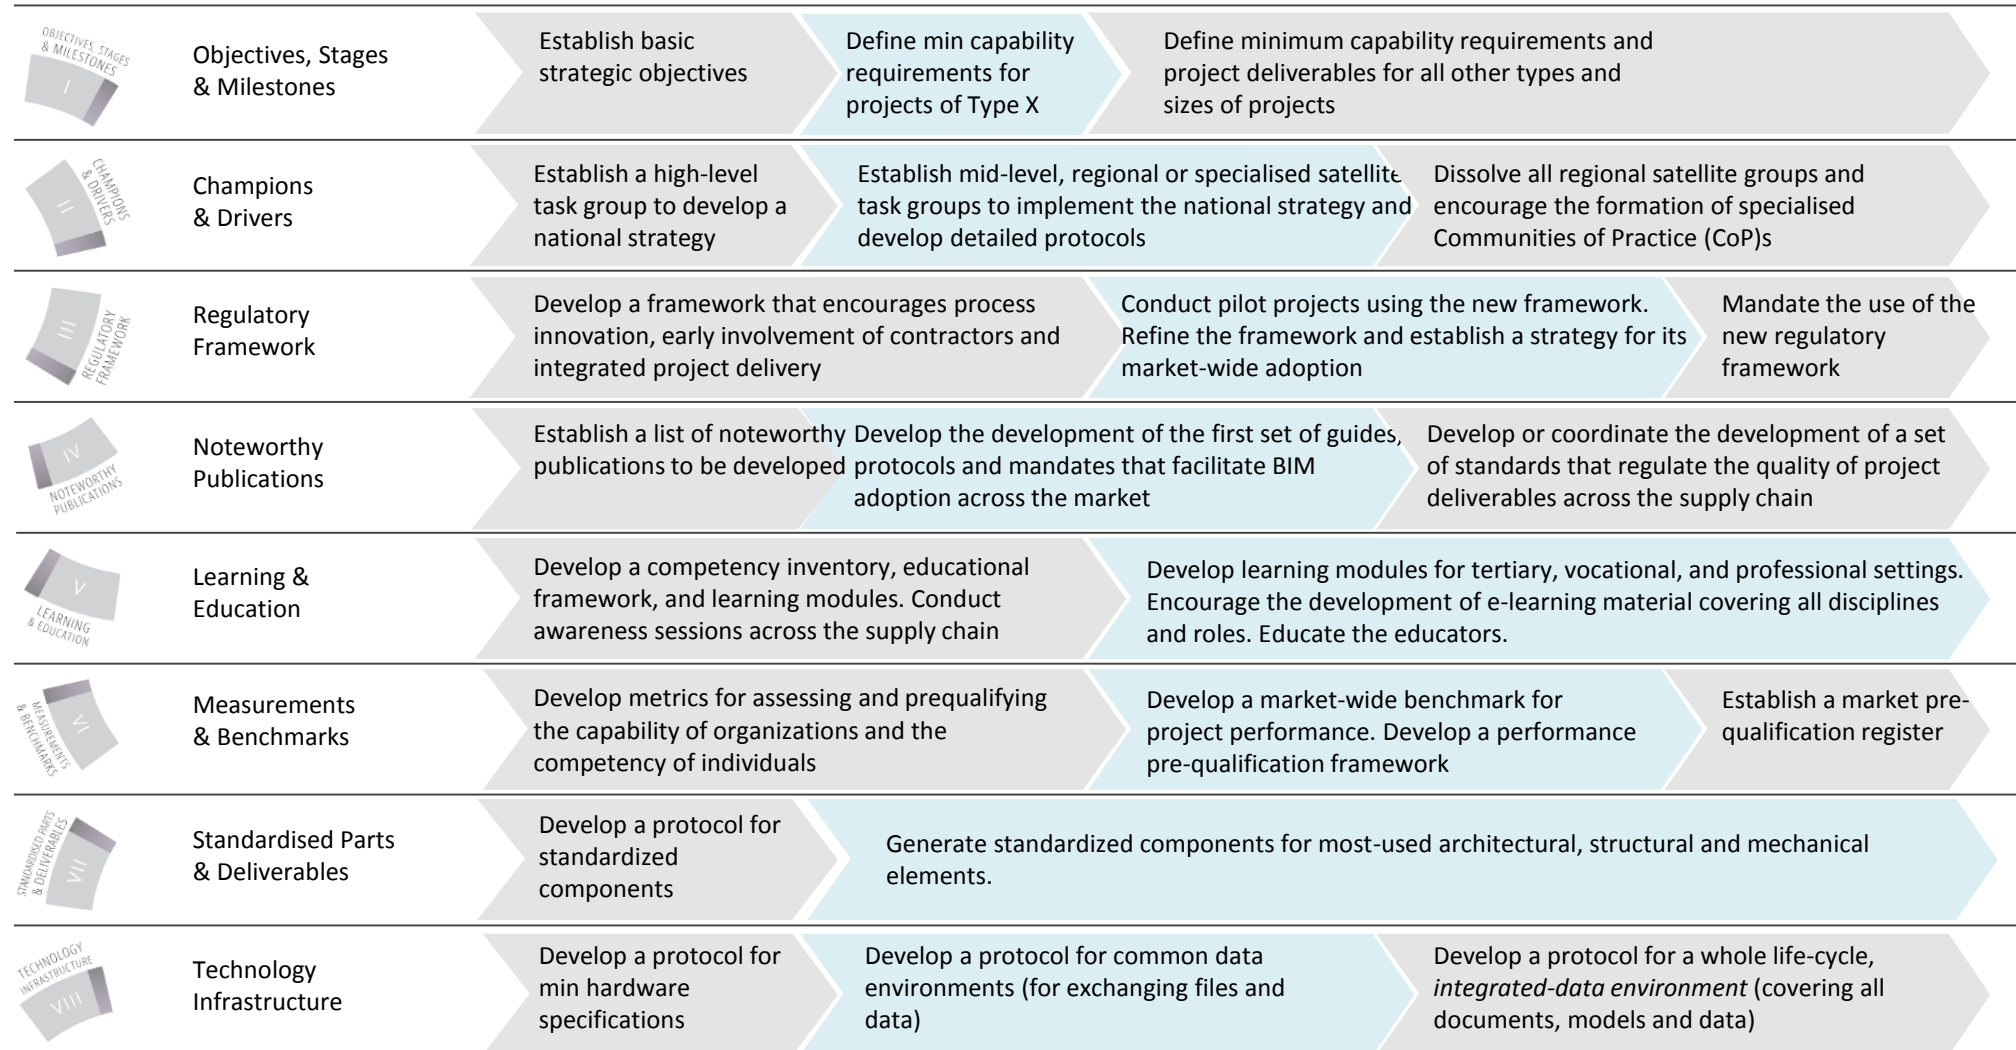 OBJECTIVES, STAGES
& MILESTONES
I
Objectives, Stages
& Milestones
Establish basic
strategic objectives
Define min capability
requirements for
projects of Type X
Define minimum capability requirements and
project deliverables for all other types and
sizes of projects
CHAMPIONS
& DRIVERS
II
Champions
& Drivers
Establish a high-level
task group to develop a
national strategy
Establish mid-level, regional or specialised satellite
task groups to implement the national strategy and
develop detailed protocols
Dissolve all regional satellite groups and
encourage the formation of specialised
Communities of Practice (CoP)s
III
REGULATORY
FRAMEWORK
Regulatory
Framework
Develop a framework that encourages process
innovation, early involvement of contractors and
integrated project delivery
Conduct pilot projects using the new framework.
Refine the framework and establish a strategy for its
market-wide adoption
Mandate the use of the
new regulatory
framework
IV
NOTEWORTHY
PUBLICATIONS
Noteworthy
Publications
Establish a list of noteworthy
publications to be developed
Develop the development of the first set of guides,
protocols and mandates that facilitate BIM
adoption across the market
Develop or coordinate the development of a set
of standards that regulate the quality of project
deliverables across the supply chain
V
LEARNING
& EDUCATION
Learning &
Education
Develop a competency inventory, educational
framework, and learning modules. Conduct
awareness sessions across the supply chain
Develop learning modules for tertiary, vocational, and professional settings.
Encourage the development of e-learning material covering all disciplines
and roles. Educate the educators.
VI
MEASUREMENTS
& BENCHMARKS
Measurements
& Benchmarks
Develop metrics for assessing and prequalifying
the capability of organizations and the
competency of individuals
Develop a market-wide benchmark for
project performance. Develop a performance
pre-qualification framework
Establish a market pre-
qualification register
STANDARDISED PARTS
& DELIVERABLES
VII
Standardised Parts
& Deliverables
Develop a protocol for
standardized
components
Generate standardized components for most-used architectural, structural and mechanical
elements.
TECHNOLOGY
INFRASTRUCTURE
VIII
Technology
Infrastructure
Develop a protocol for
min hardware
specifications
Develop a protocol for common data
environments (for exchanging files and
data)
Develop a protocol for a whole life-cycle,
integrated-data environment (covering all
documents, models and data)